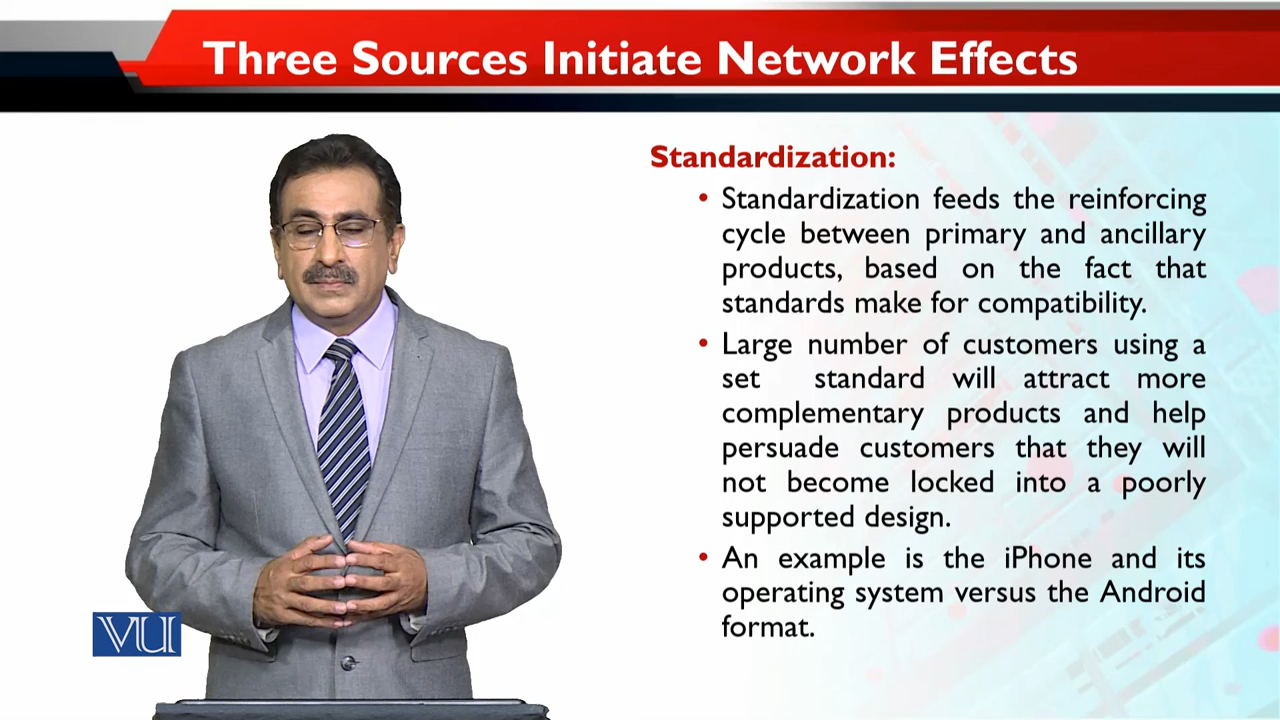 Three Sources Initiate Network Effects
Standardization:
• Standardization feeds the reinforcing
cycle between primary and ancillary
products, based on the fact that
standards make for compatibility.
• Large number of customers using a
set standard will attract more
complementary products and help
persuade customers that they will
not become locked into a poorly
supported design.
• An example is the iPhone and its
operating system versus the Android
format.
VU